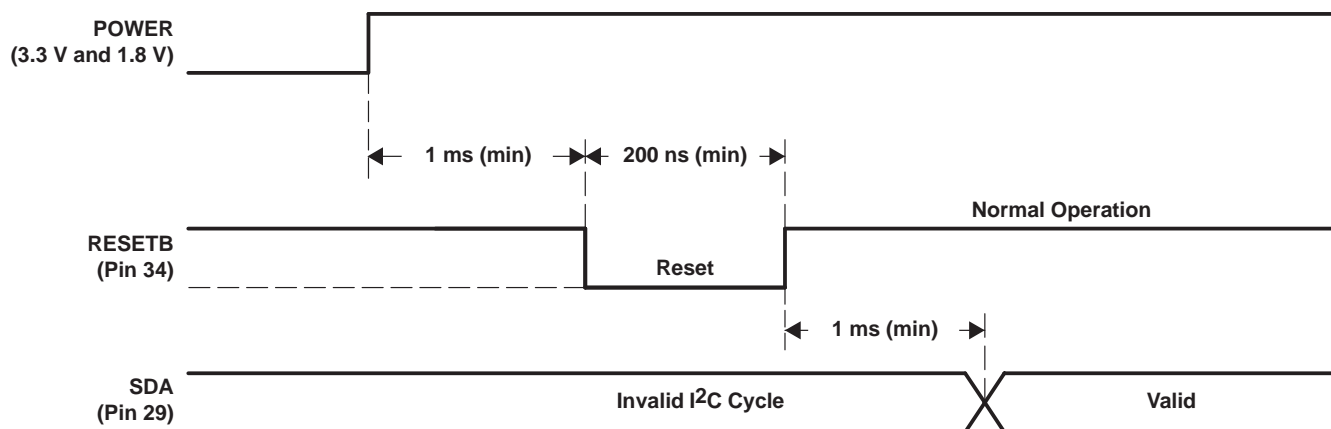 POWER
(3.3 V and 1.8 V)
1 ms (min)
200 ns (min)
Normal Operation
RESETB
(Pin 34)
Reset
1 ms (min)
SDA
(Pin 29)
Invalid I²C Cycle
Valid